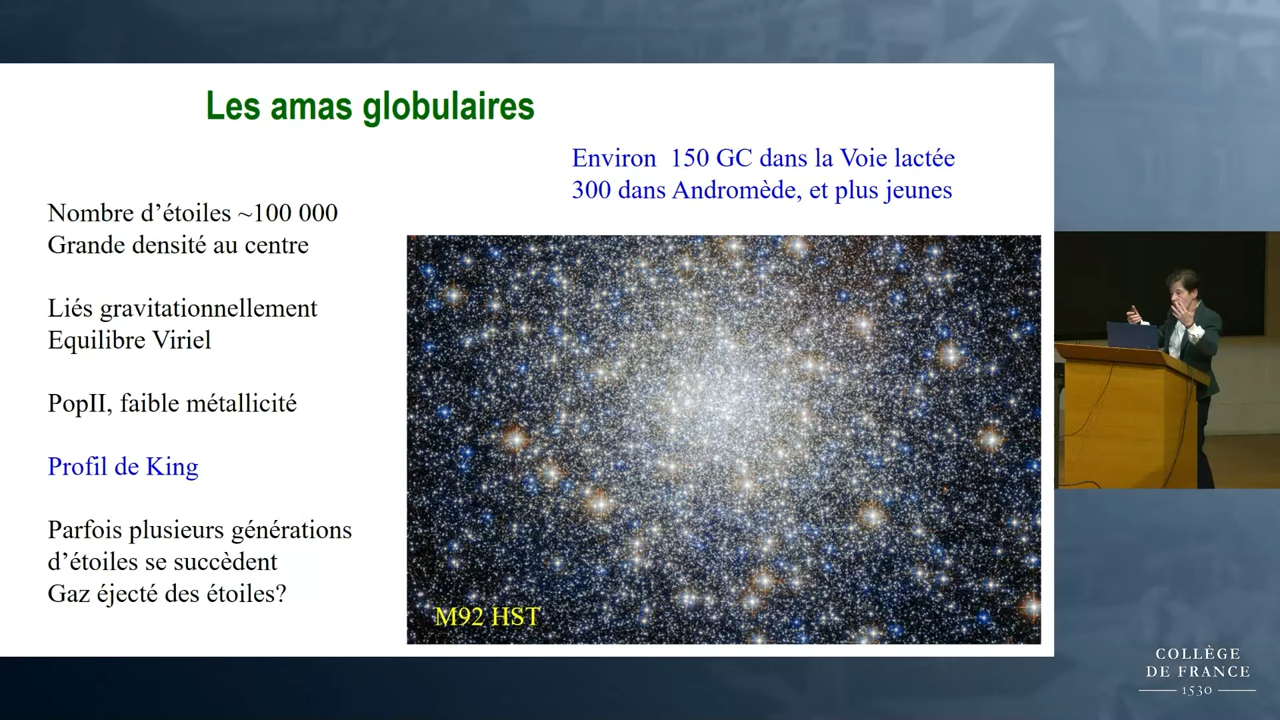 Les amas globulaires
Environ 150 GC dans la Voie lactée
300 dans Andromède, et plus jeunes
Nombre d’étoiles ~100 000
Grande densité au centre
Liés gravitationnellement
Equilibre Viriel
PopII, faible métallicité
Profil de King
Parfois plusieurs générations
d’étoiles se succèdent
Gaz éjecté des étoiles?
M92 HST
COLLÈGE
DE FRANCE
1530